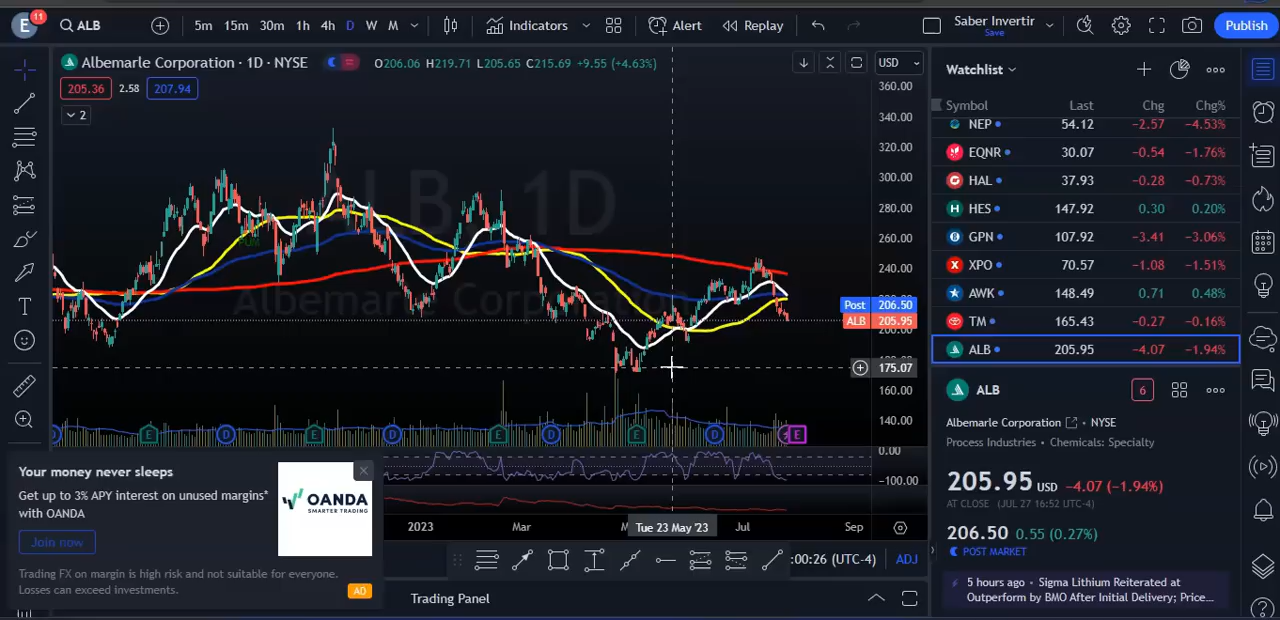 E 11 ALB 5m 15m 30m 1h 4h D W M Indicators Alert Replay Saber Invertir Save Publish
Albemarle Corporation · 1D · NYSE O206.06 H219.71 L205.65 C215.69 +9.55 (+4.63%) USD
205.36 2.58 207.94
2
ALB, 1D
Albemarle Corporation
360.00
340.00
320.00
300.00
280.00
260.00
240.00
Post 206.50
ALB 205.95
200.00
175.07
160.00
140.00
0.00
-100.00
D E D E D E D E D E
2023 Mar Tue 23 May '23 Jul Sep
:00:26 (UTC-4) ADJ
Trading Panel
Your money never sleeps
Get up to 3% APY interest on unused margins*
with OANDA
Join now
Trading FX on margin is high risk and not suitable for everyone.
Losses can exceed investments.
OANDA
SMARTER TRADING
AD
Watchlist
Symbol Last Chg Chg%
NEP 54.12 −2.57 −4.53%
EQNR 30.07 −0.54 −1.76%
HAL 37.93 −0.28 −0.73%
H HES 147.92 0.30 0.20%
GPN 107.92 −3.41 −3.06%
X XPO 70.57 −1.08 −1.51%
AWK 148.49 0.71 0.48%
TM 165.43 −0.27 −0.16%
ALB 205.95 −4.07 −1.94%
ALB 6
Albemarle Corporation • NYSE
Process Industries • Chemicals: Specialty
205.95 USD −4.07 (−1.94%)
AT CLOSE (JUL 27 16:52 UTC-4)
206.50 0.55 (0.27%)
POST MARKET
5 hours ago • Sigma Lithium Reiterated at
Outperform by BMO After Initial Delivery; Price...